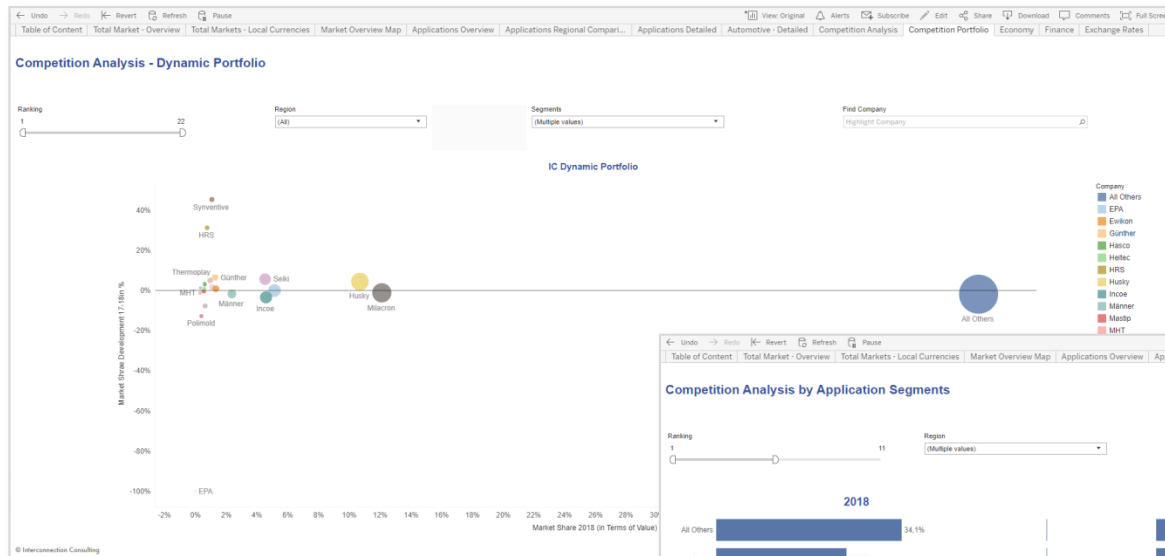 Undo Redo Revert Refresh Pause View: Original Alerts Subscribe Edit Share Download Comments Full Scree
Table of Content Total Market - Overview Total Markets - Local Currencies Market Overview Map Applications Overview Applications Regional Compari... Applications Detailed Automotive - Detailed Competition Analysis Competition Portfolio Economy Finance Exchange Rates
Competition Analysis - Dynamic Portfolio
Ranking Region Segments Find Company
1 22 (All) (Multiple values) Highlight Company
IC Dynamic Portfolio
Company
All Others
EPA
Ewikon
Günther
Hasco
Heitec
HRS
Husky
Incoe
Männer
Mastip
MHT
Market Shrae Development 17-18in %
40%
20%
0%
-20%
-40%
-60%
-80%
-100%
Synventive
HRS
Thermoplay
Günther
Seiki
MHT
Männer
Incoe
Husky
Milacron
All Others
Polimold
EPA
-2% 0% 2% 4% 6% 8% 10% 12% 14% 16% 18% 20% 22% 24% 26% 28%
Market Share 2018 (in Terms of Value)
© Interconnection Consulting
Undo Redo Revert Refresh Pause
Table of Content Total Market - Overview Total Markets - Local Currencies Market Overview Map Applications Overview
Competition Analysis by Application Segments
Ranking Region
1 11 (Multiple values)
2018
All Others 34,1%